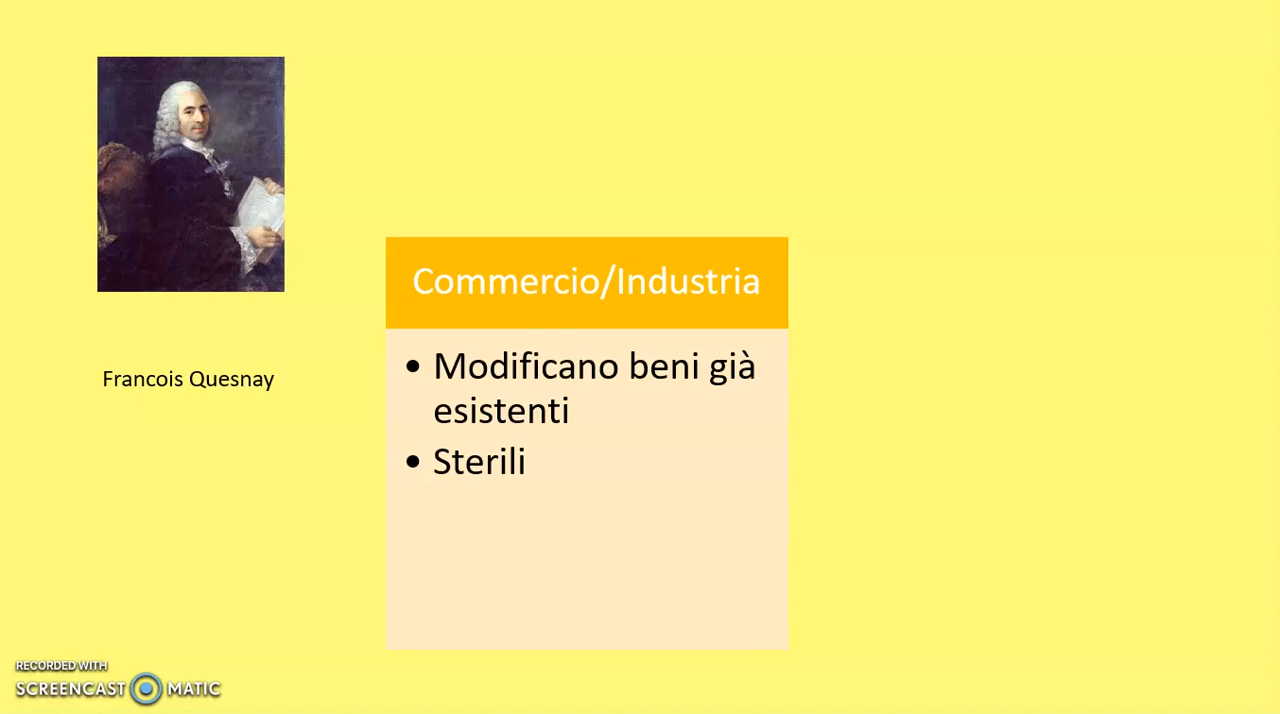 Commercio/Industria
• Modificano beni già
esistenti
• Sterili
Francois Quesnay
RECORDED WITH
SCREENCAST MATIC